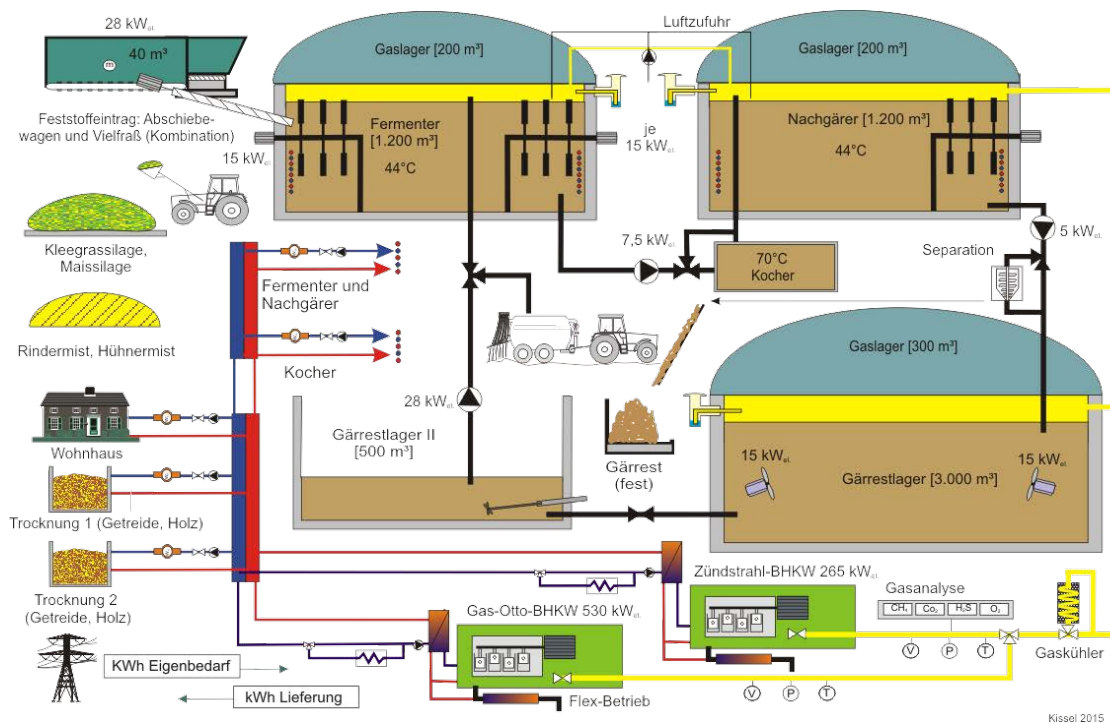 28 kWel.
40 m³
m
Feststoffeintrag: Abschiebe-
wagen und Vielfraß (Kombination)
15 kWel.
Gaslager [200 m³]
Fermenter
[1.200 m³]
44°C
Luftzufuhr
je
15 kWel.
Gaslager [200 m³]
Nachgärer [1.200 m³]
44°C
7,5 kWel.
70°C
Kocher
5 kWel.
Separation
Kleegrassilage,
Maissilage
Rindermist, Hühnermist
Fermenter und
Nachgärer
Kocher
28 kWel.
Gärrestlager II
[500 m³]
Gärrest
(fest)
Gaslager [300 m³]
15 kWel.
15 kWel.
Gärrestlager [3.000 m³]
Wohnhaus
Trocknung 1 (Getreide, Holz)
Trocknung 2
(Getreide, Holz)
KWh Eigenbedarf
kWh Lieferung
Gas-Otto-BHKW 530 kWel.
Flex-Betrieb
Zündstrahl-BHKW 265 kWel.
Gasanalyse
CH₄ Co₂ H₂S O₂
V P T
V P T
Gaskühler
Kissel 2015